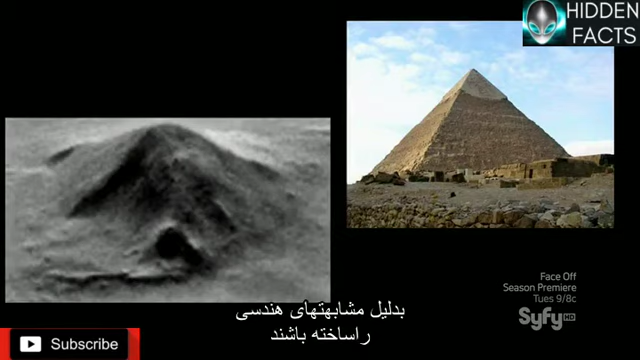 HIDDEN
FACTS
Face Off
Season Premiere
Tues 9/8c
Syfy HD
بدلیل مشابهتهای هندسی
راساخته باشند
Subscribe